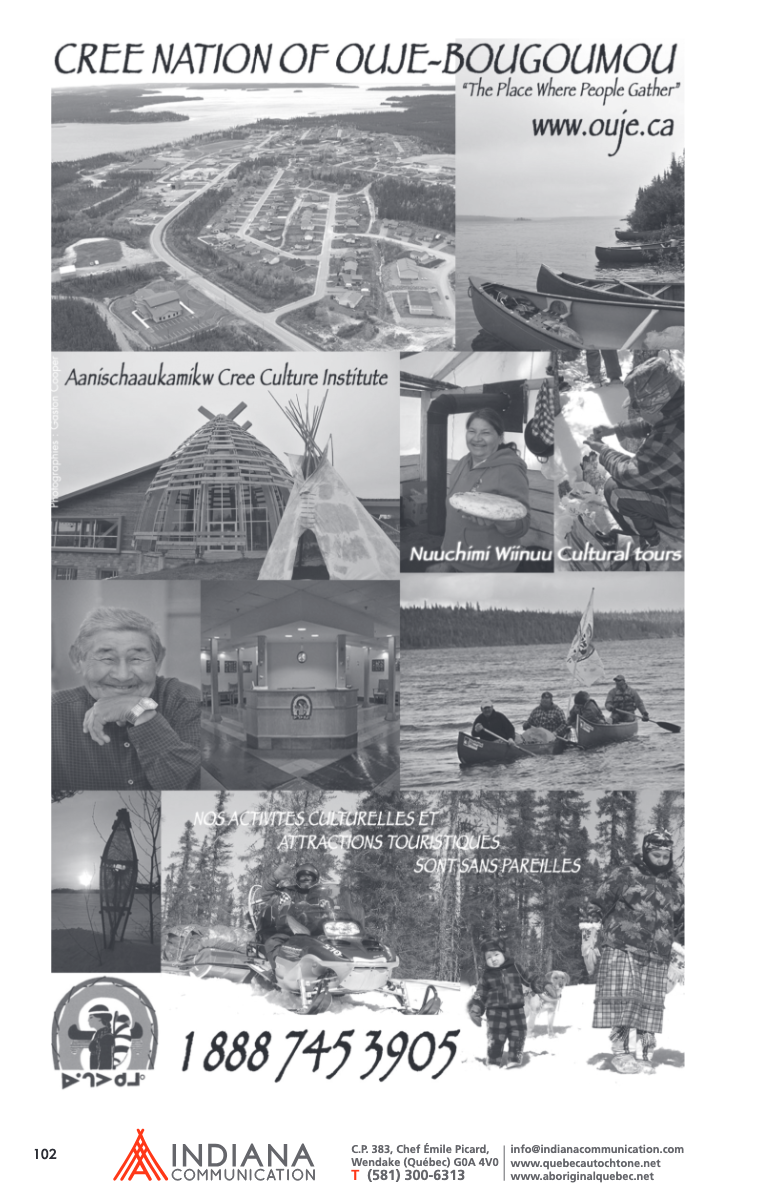 CREE NATION OF OUJE-BOUGOUMOU
“The Place Where People Gather”
www.ouje.ca
Photographies : Gaston Cooper
Aanischaaukamikw Cree Culture Institute
Nuuchimi Wiinuu Cultural tours
NOS ACTIVITES CULTURELLES ET
ATTRACTIONS TOURISTIQUES
SONT SANS PAREILLES
1 888 745 3905
102
INDIANA
COMMUNICATION
C.P. 383, Chef Émile Picard,
Wendake (Québec) G0A 4V0
T (581) 300-6313
info@indianacommunication.com
www.quebecautochtone.net
www.aboriginalquebec.net